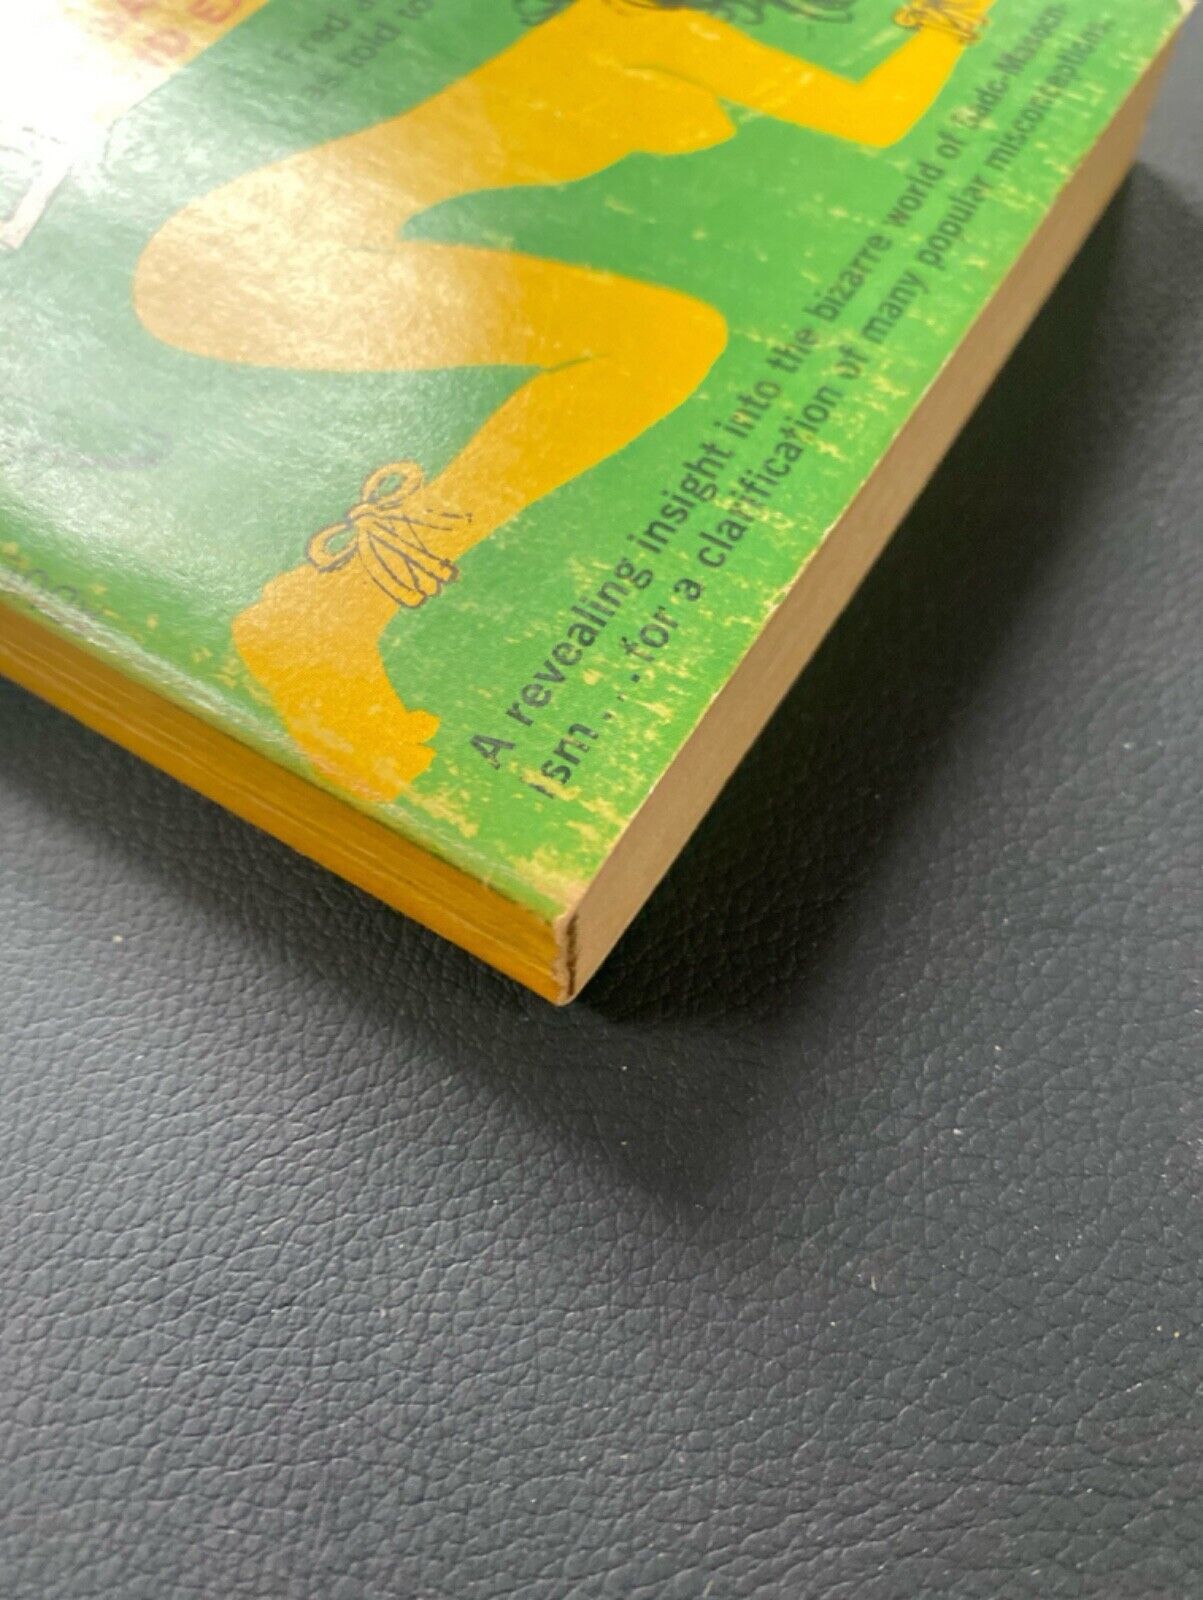 Fred a
as told to
A revealing insight into the bizarre world of Sado-Masoch-
ism...for a clarification of many popular misconceptions.